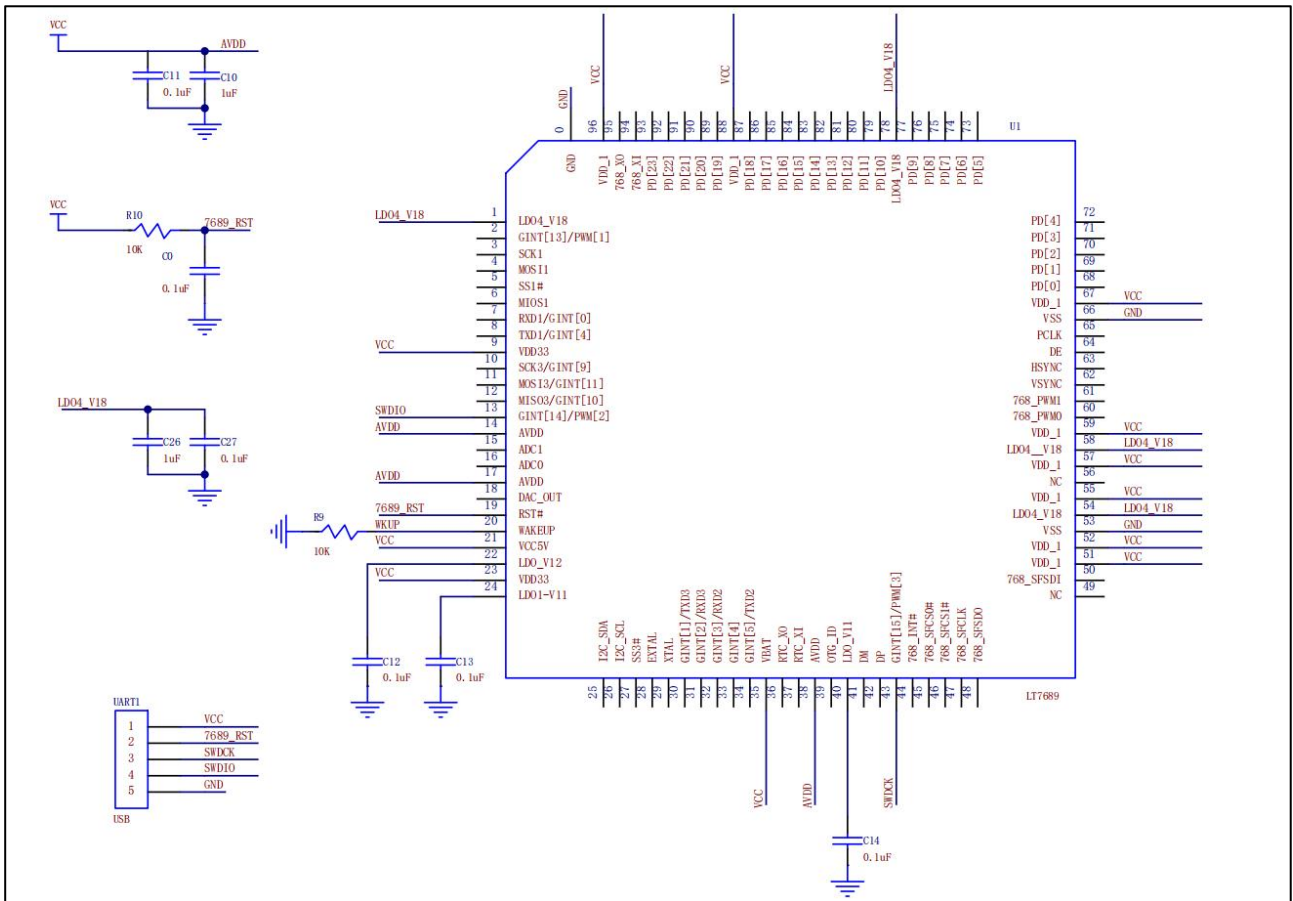 VCC
AVDD
C11
0.1uF
C10
1uF
VCC
R10
10K
7689_RST
C0
0.1uF
LDO4_V18
C26
1uF
C27
0.1uF
R9
10K
C12
0.1uF
C13
0.1uF
UART1
1 VCC
2 7689_RST
3 SWDCK
4 SWDIO
5 GND
USB
U1
GND 0 GND
VCC 96 VDD_1
95 768_XO
94 768_XI
93 PD[23]
92 PD[22]
91 PD[21]
90 PD[20]
89 PD[19]
VCC 88 VDD_1
87 PD[18]
86 PD[17]
85 PD[16]
84 PD[15]
83 PD[14]
82 PD[13]
81 PD[12]
80 PD[11]
79 PD[10]
LDO4_V18 78 LDO4_V18
77 PD[9]
76 PD[8]
75 PD[7]
74 PD[6]
73 PD[5]
LDO4_V18 1 LDO4_V18
2 GINT[13]/PWM[1]
3 SCK1
4 MOSI1
5 SS1#
6 MIOS1
7 RXD1/GINT[0]
8 TXD1/GINT[4]
VCC 9 VDD33
10 SCK3/GINT[9]
11 MOSI3/GINT[11]
12 MISO3/GINT[10]
SWDIO 13 GINT[14]/PWM[2]
AVDD 14 AVDD
15 ADC1
16 ADC0
AVDD 17 AVDD
18 DAC_OUT
7689_RST 19 RST#
WKUP 20 WAKEUP
VCC 21 VCC5V
22 LDO_V12
VCC 23 VDD33
24 LDO1-V11
PD[4] 72
PD[3] 71
PD[2] 70
PD[1] 69
PD[0] 68
VDD_1 67 VCC
VSS 66 GND
PCLK 65
DE 64
HSYNC 63
VSYNC 62
768_PWM1 61
768_PWM0 60
VDD_1 59 VCC
LDO4__V18 58 LDO4_V18
VDD_1 57 VCC
NC 56
VDD_1 55 VCC
LDO4_V18 54 LDO4_V18
VSS 53 GND
VDD_1 52 VCC
VDD_1 51 VCC
768_SFSDI 50
NC 49
I2C_SDA 25
I2C_SCL 26
SS3# 27
EXTAL 28
XTAL 29
GINT[1]/TXD3 30
GINT[2]/RXD3 31
GINT[3]/RXD2 32
GINT[4] 33
GINT[5]/TXD2 34
VBAT 35 VCC
RTC_XO 36
RTC_XI 37
AVDD 38 AVDD
OTG_ID 39
LDO_V11 40
DM 41
DP 42
GINT[15]/PWM[3] 43 SWDCK
768_INT# 44
768_SFCS0# 45
768_SFCS1# 46
768_SFCLK 47
768_SFSDO 48
LT7689
C14
0.1uF